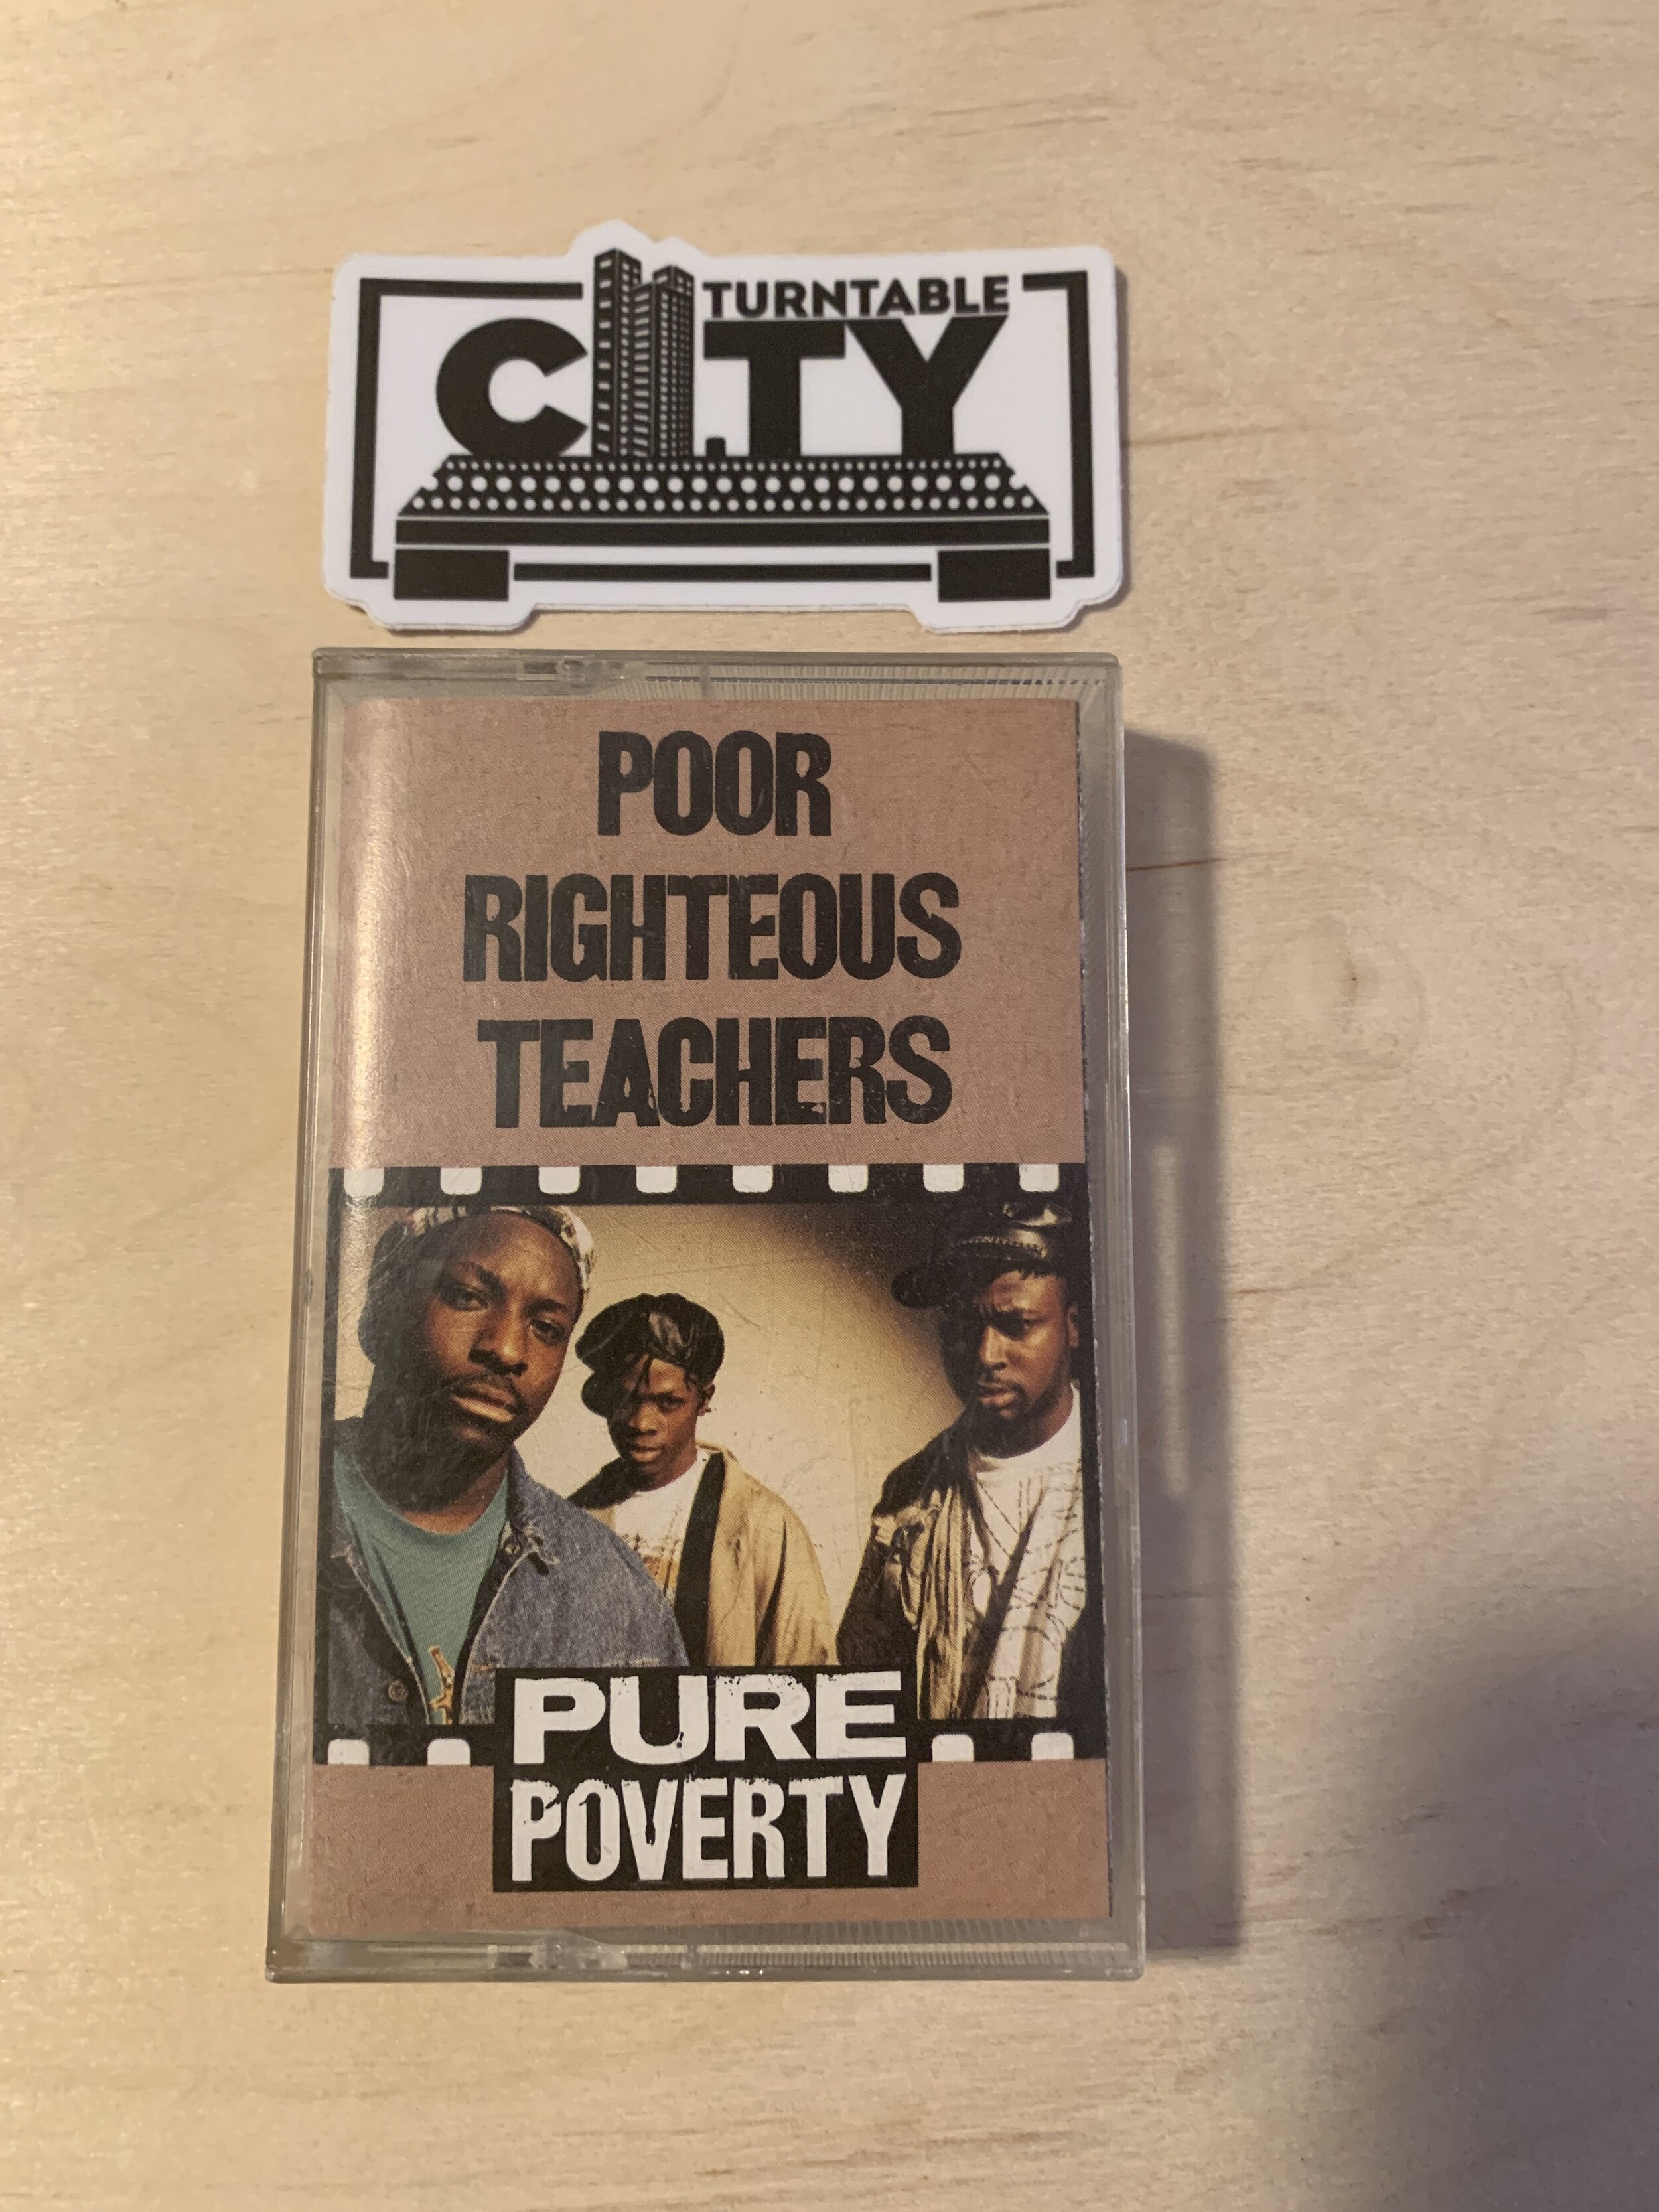 TURNTABLE
CITY
POOR
RIGHTEOUS
TEACHERS
PURE
POVERTY